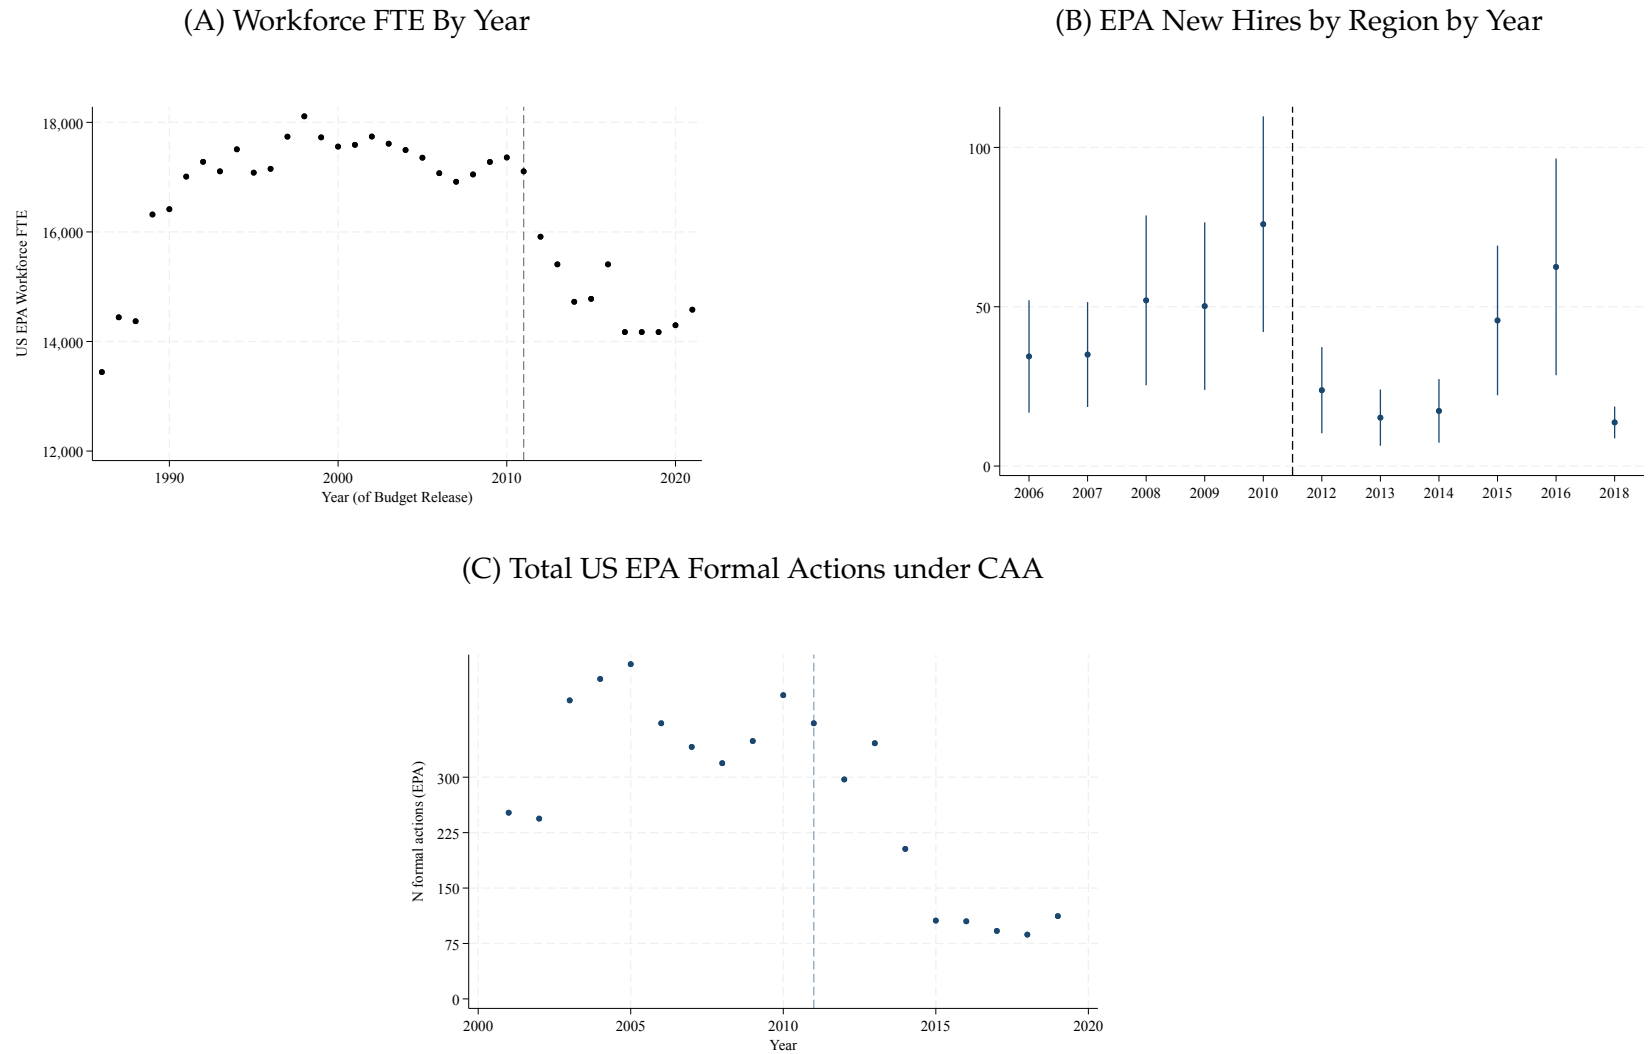 (A) Workforce FTE By Year
US EPA Workforce FTE
18,000
16,000
14,000
12,000
1990 2000 2010 2020
Year (of Budget Release)
(B) EPA New Hires by Region by Year
100
50
0
2006 2007 2008 2009 2010 2012 2013 2014 2015 2016 2018
(C) Total US EPA Formal Actions under CAA
N formal actions (EPA)
300
225
150
75
0
2000 2005 2010 2015 2020
Year